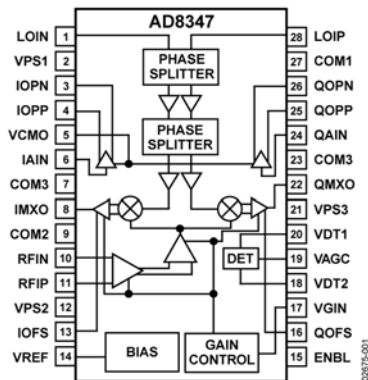 AD8347
LOIN 1
VPS1 2
IOPN 3
IOPP 4
VCMO 5
IAIN 6
COM3 7
IMXO 8
COM2 9
RFIN 10
RFIP 11
VPS2 12
IOFS 13
VREF 14
PHASE
SPLITTER
PHASE
SPLITTER
DET
BIAS
GAIN
CONTROL
28 LOIP
27 COM1
26 QOPN
25 QOPP
24 QAIN
23 COM3
22 QMXO
21 VPS3
20 VDT1
19 VAGC
18 VDT2
17 VGIN
16 QOFS
15 ENBL
02675-001